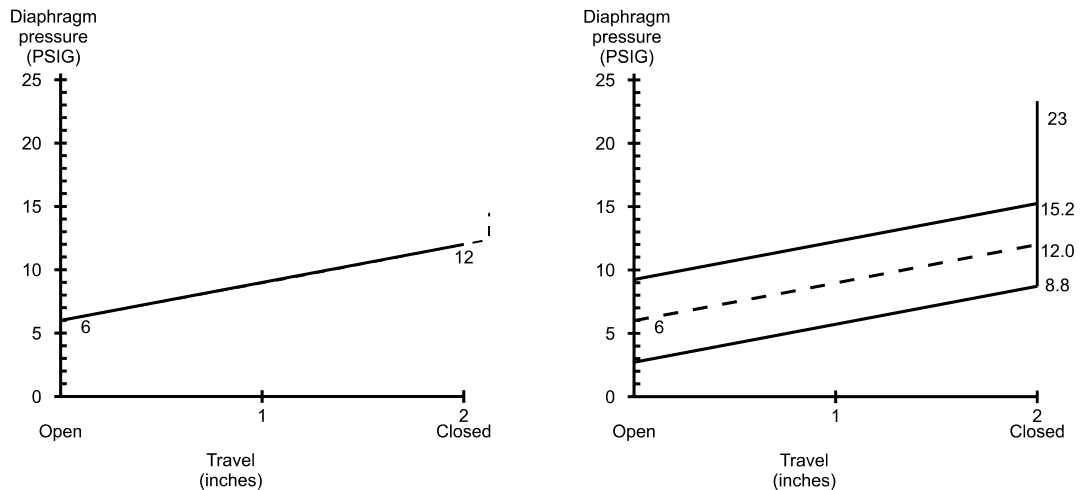 Diaphragm
pressure
(PSIG)
25
20
15
10
5
0
12
6
1
2
Open
Closed
Travel
(inches)
Diaphragm
pressure
(PSIG)
25
20
15
10
5
0
23
15.2
12.0
8.8
6
1
2
Open
Closed
Travel
(inches)